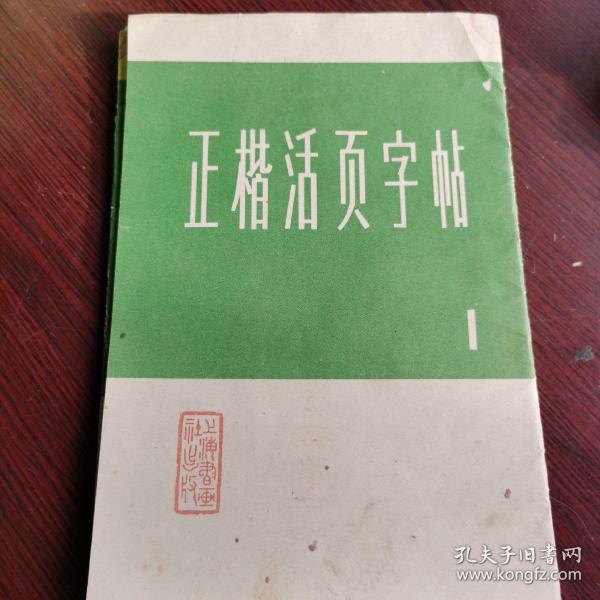 正楷活页字帖
1
上海书画
社出版
孔夫子旧书网
www.kongfz.com